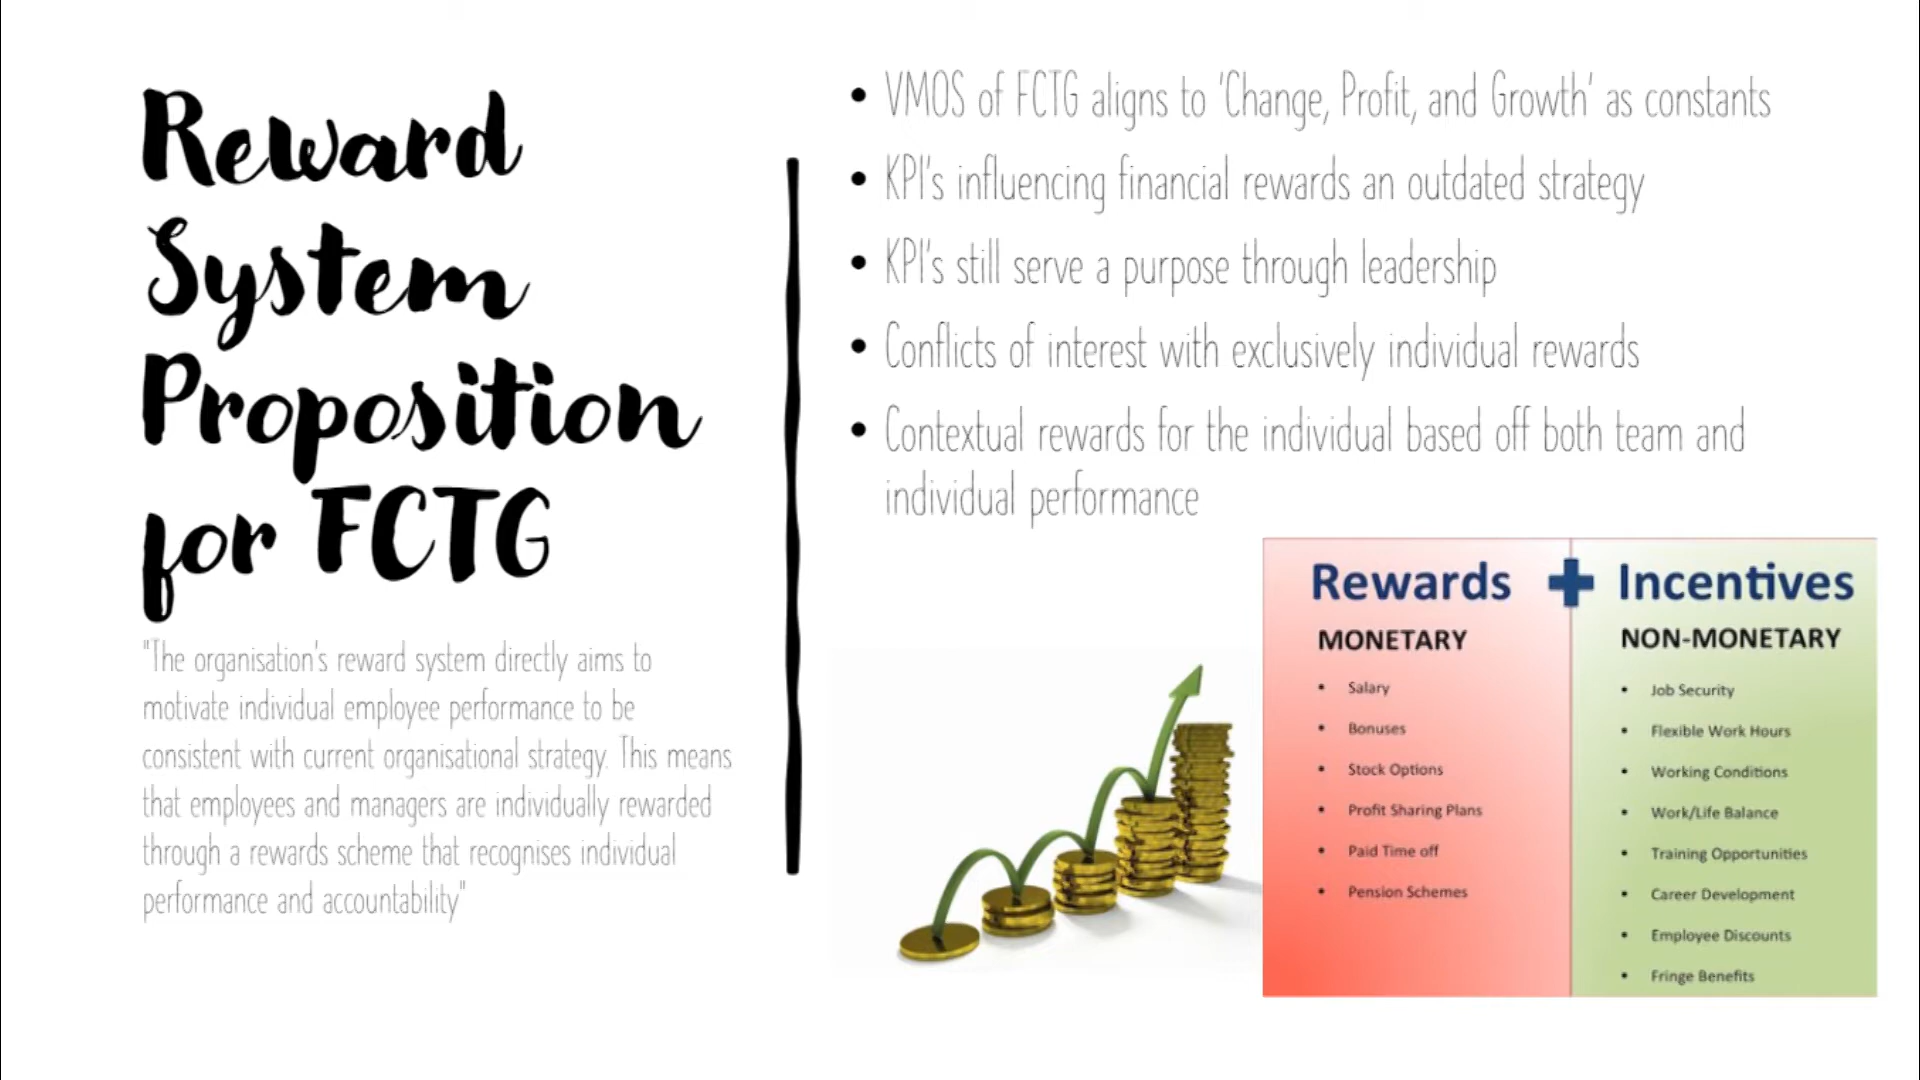 Reward
System
Proposition
for FCTG
"The organisation's reward system directly aims to
motivate individual employee performance to be
consistent with current organisational strategy. This means
that employees and managers are individually rewarded
through a rewards scheme that recognises individual
performance and accountability"
• VMOS of FCTG aligns to 'Change, Profit, and Growth' as constants
• KPI's influencing financial rewards an outdated strategy
• KPI's still serve a purpose through leadership
• Conflicts of interest with exclusively individual rewards
• Contextual rewards for the individual based off both team and
individual performance
Rewards + Incentives
MONETARY
• Salary
• Bonuses
• Stock Options
• Profit Sharing Plans
• Paid Time off
• Pension Schemes
NON-MONETARY
• Job Security
• Flexible Work Hours
• Working Conditions
• Work/Life Balance
• Training Opportunities
• Career Development
• Employee Discounts
• Fringe Benefits